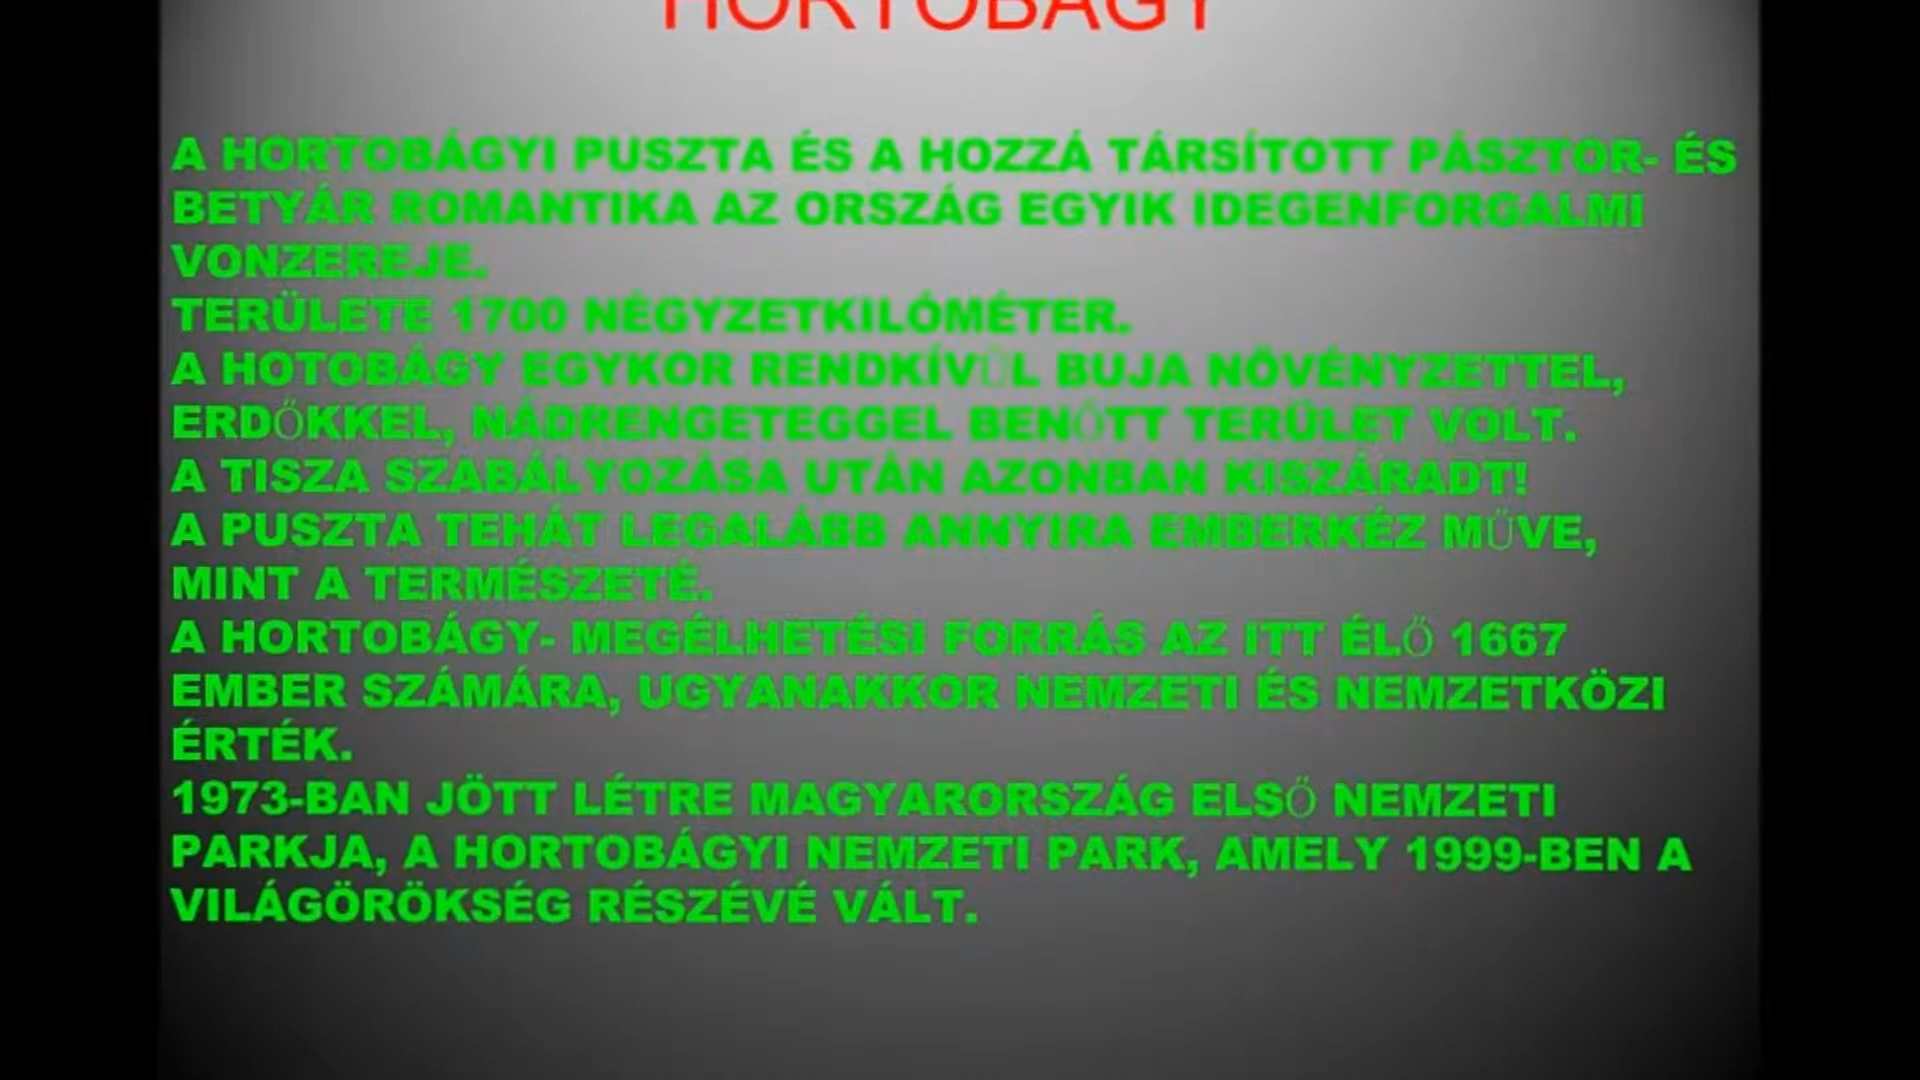 HORTOBÁGY
A HORTOBÁGYI PUSZTA ÉS A HOZZÁ TÁRSÍTOTT PÁSZTOR- ÉS
BETYÁR ROMANTIKA AZ ORSZÁG EGYIK IDEGENFORGALMI
VONZEREJE.
TERÜLETE 1700 NÉGYZETKILÓMÉTER.
A HOTOBÁGY EGYKOR RENDKÍVŰL BUJA NÖVÉNYZETTEL,
ERDŐKKEL, NÁDRENGETEGGEL BENŐTT TERÜLET VOLT.
A TISZA SZABÁLYOZÁSA UTÁN AZONBAN KISZÁRADT!
A PUSZTA TEHÁT LEGALÁBB ANNYIRA EMBERKÉZ MŰVE,
MINT A TERMÉSZETÉ.
A HORTOBÁGY- MEGÉLHETÉSI FORRÁS AZ ITT ÉLŐ 1667
EMBER SZÁMÁRA, UGYANAKKOR NEMZETI ÉS NEMZETKÖZI
ÉRTÉK.
1973-BAN JÖTT LÉTRE MAGYARORSZÁG ELSŐ NEMZETI
PARKJA, A HORTOBÁGYI NEMZETI PARK, AMELY 1999-BEN A
VILÁGÖRÖKSÉG RÉSZÉVÉ VÁLT.